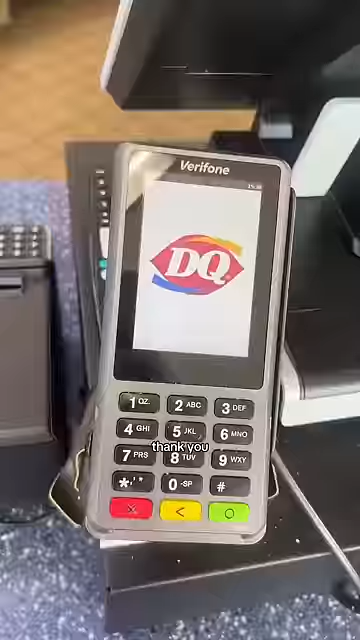 Verifone
DQ
1 QZ.
2 ABC
3 DEF
4 GHI
5 JKL
6 MNO
thank you
7 PRS
8 TUV
9 WXY
*,'"
0 -SP
#